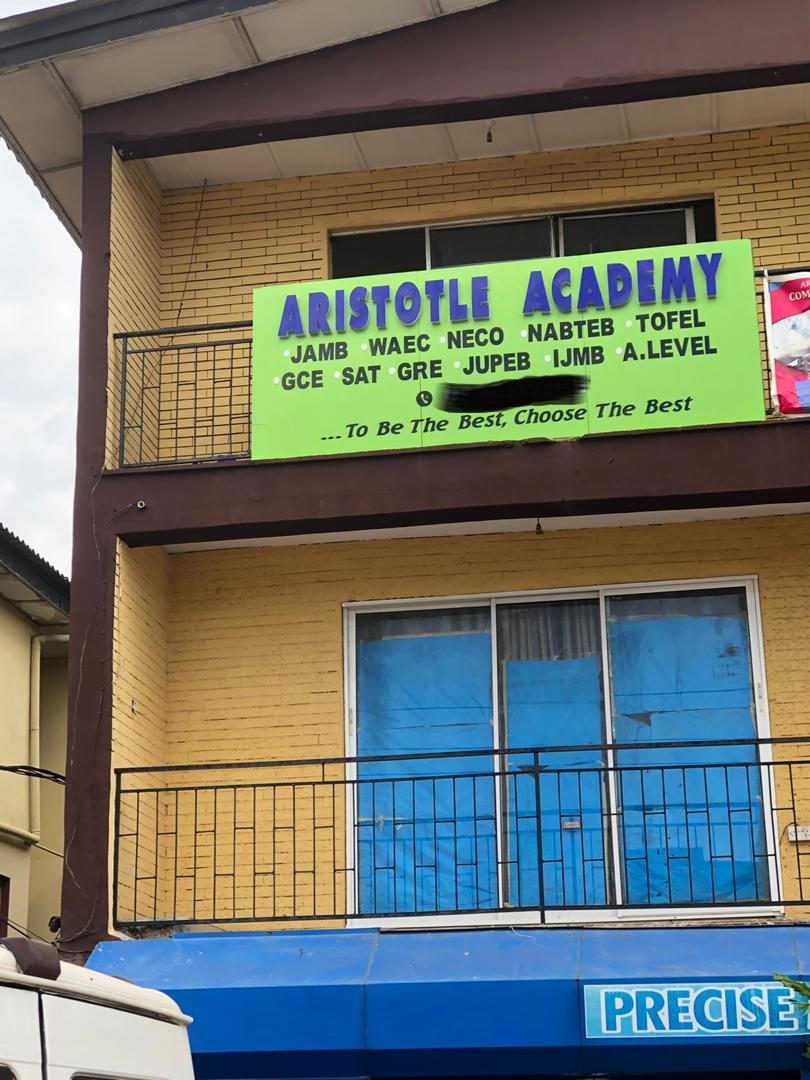 ARISTOTLE ACADEMY
•JAMB •WAEC •NECO •NABTEB •TOFEL
•GCE •SAT •GRE •JUPEB •IJMB •A.LEVEL
...To Be The Best, Choose The Best
PRECISE